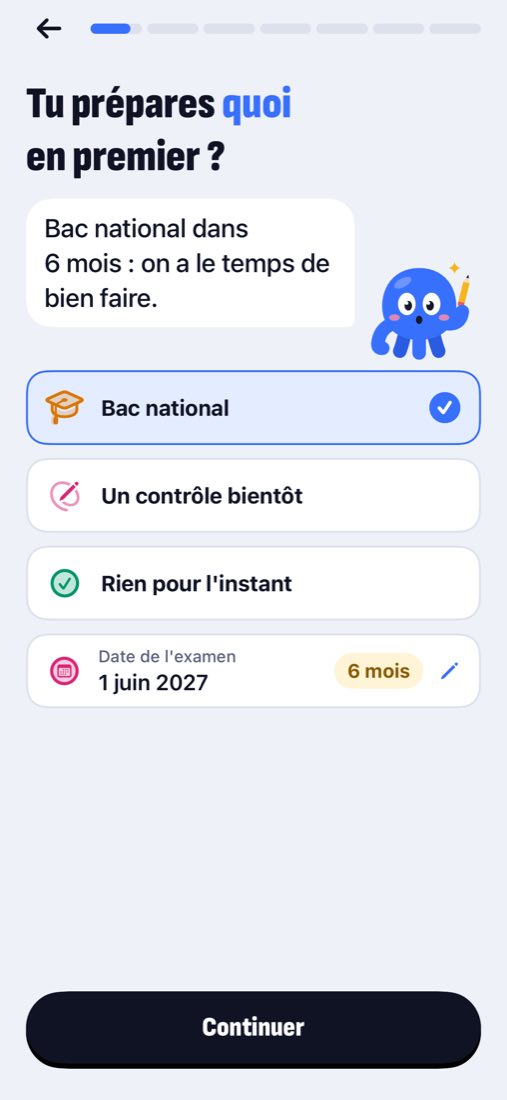 Tu prépares quoi
en premier ?
Bac national dans
6 mois : on a le temps de
bien faire.
Bac national
Un contrôle bientôt
Rien pour l'instant
Date de l'examen
1 juin 2027
6 mois
Continuer